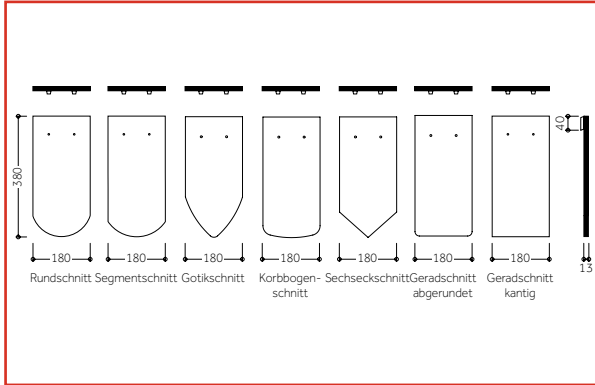 40
380
180 180 180 180 180 180 180 13
Rundschnitt Segmentschnitt Gotikschnitt Korbbogen- Sechseckschnitt Geradschnitt Geradschnitt
schnitt abgerundet kantig